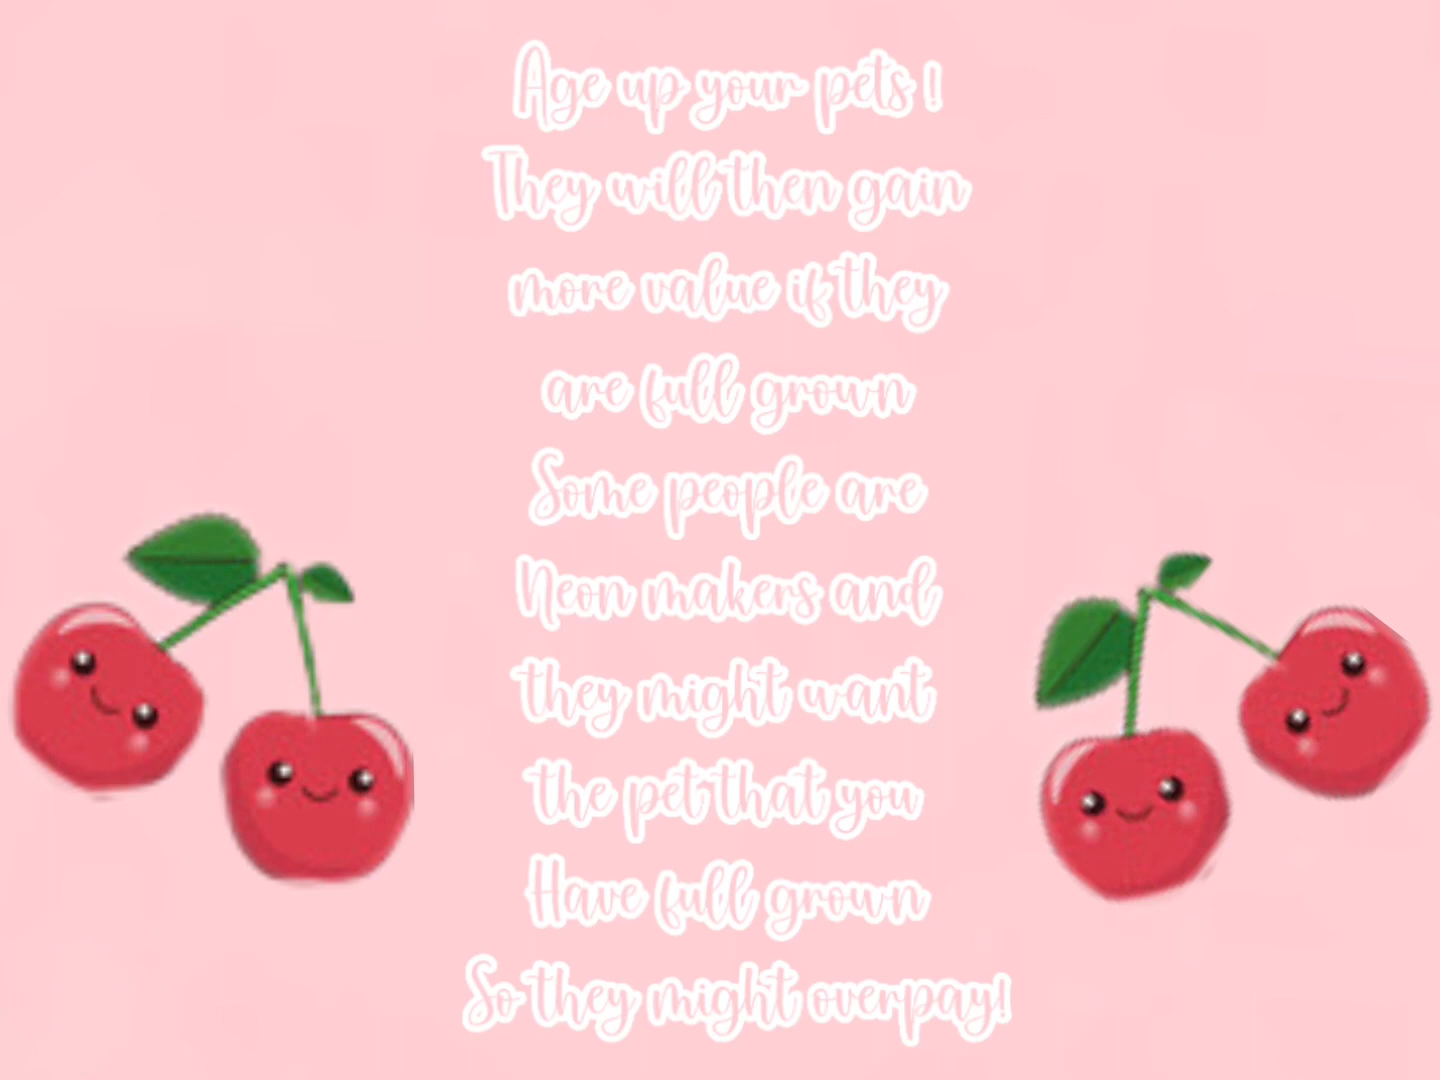 Age up your pets !
They will then gain
more value if they
are full grown
Some people are
Neon makers and
they might want
the pet that you
Have full grown
So they might overpay!